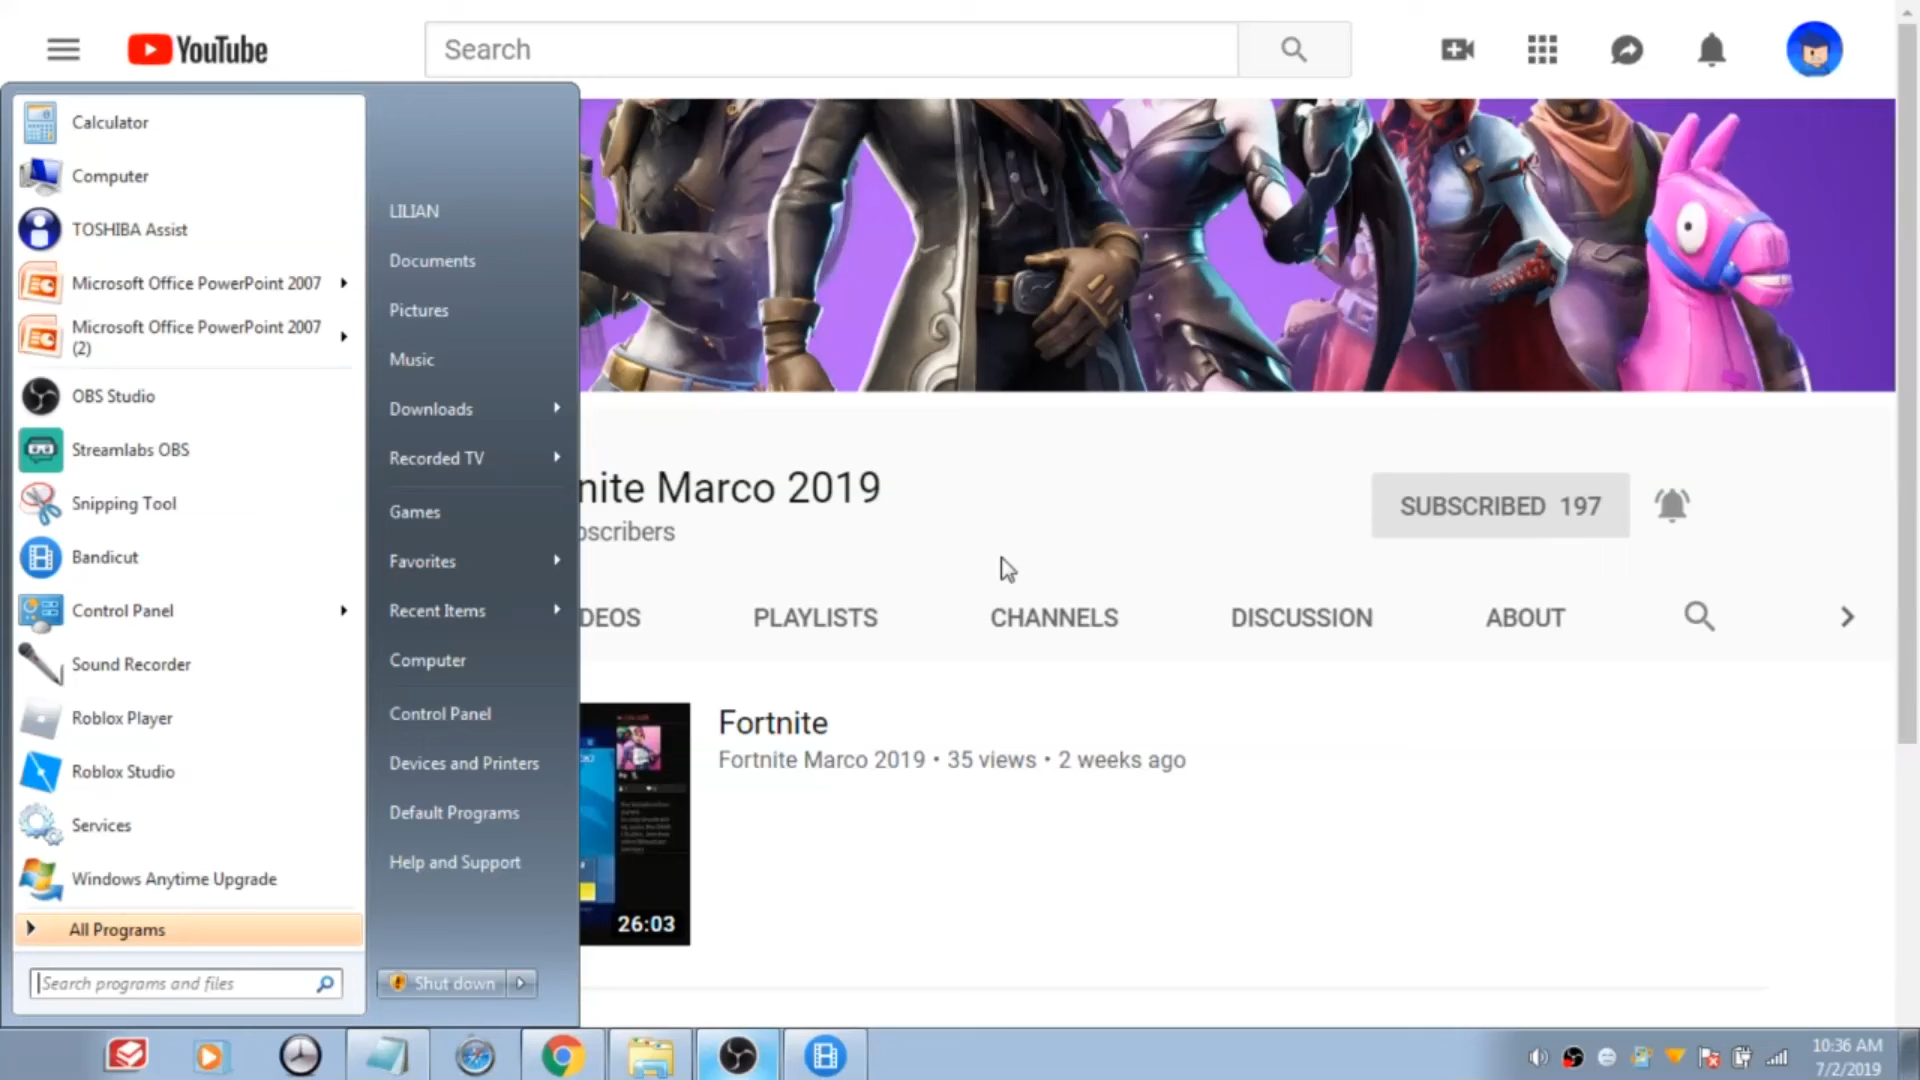 YouTube
Search
Calculator
Computer
TOSHIBA Assist
Microsoft Office PowerPoint 2007
Microsoft Office PowerPoint 2007
(2)
OBS Studio
Streamlabs OBS
Snipping Tool
Bandicut
Control Panel
Sound Recorder
Roblox Player
Roblox Studio
Services
Windows Anytime Upgrade
All Programs
Search programs and files
LILIAN
Documents
Pictures
Music
Downloads
Recorded TV
Games
Favorites
Recent Items
Computer
Control Panel
Devices and Printers
Default Programs
Help and Support
Shut down
nite Marco 2019
bscribers
SUBSCRIBED 197
DEOS
PLAYLISTS
CHANNELS
DISCUSSION
ABOUT
Fortnite
Fortnite Marco 2019 • 35 views • 2 weeks ago
26:03
10:36 AM
7/2/2019